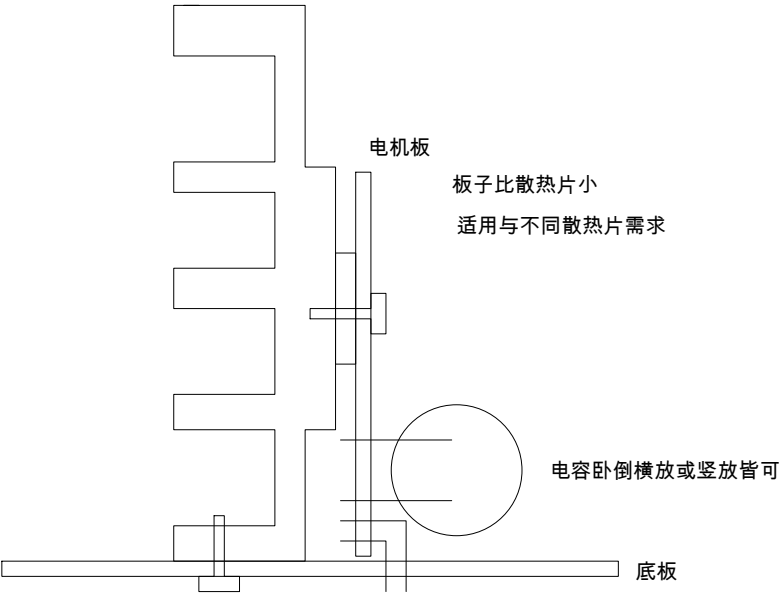 电机板
板子比散热片小
适用与不同散热片需求
电容卧倒横放或竖放皆可
底板